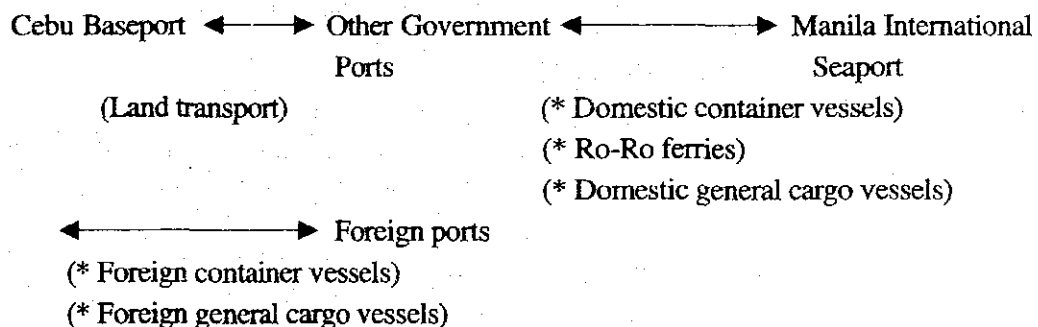 Cebu Baseport ◄──► Other Government ◄────► Manila International
Ports Seaport
(Land transport) (* Domestic container vessels)
(* Ro-Ro ferries)
(* Domestic general cargo vessels)
◄────► Foreign ports
(* Foreign container vessels)
(* Foreign general cargo vessels)